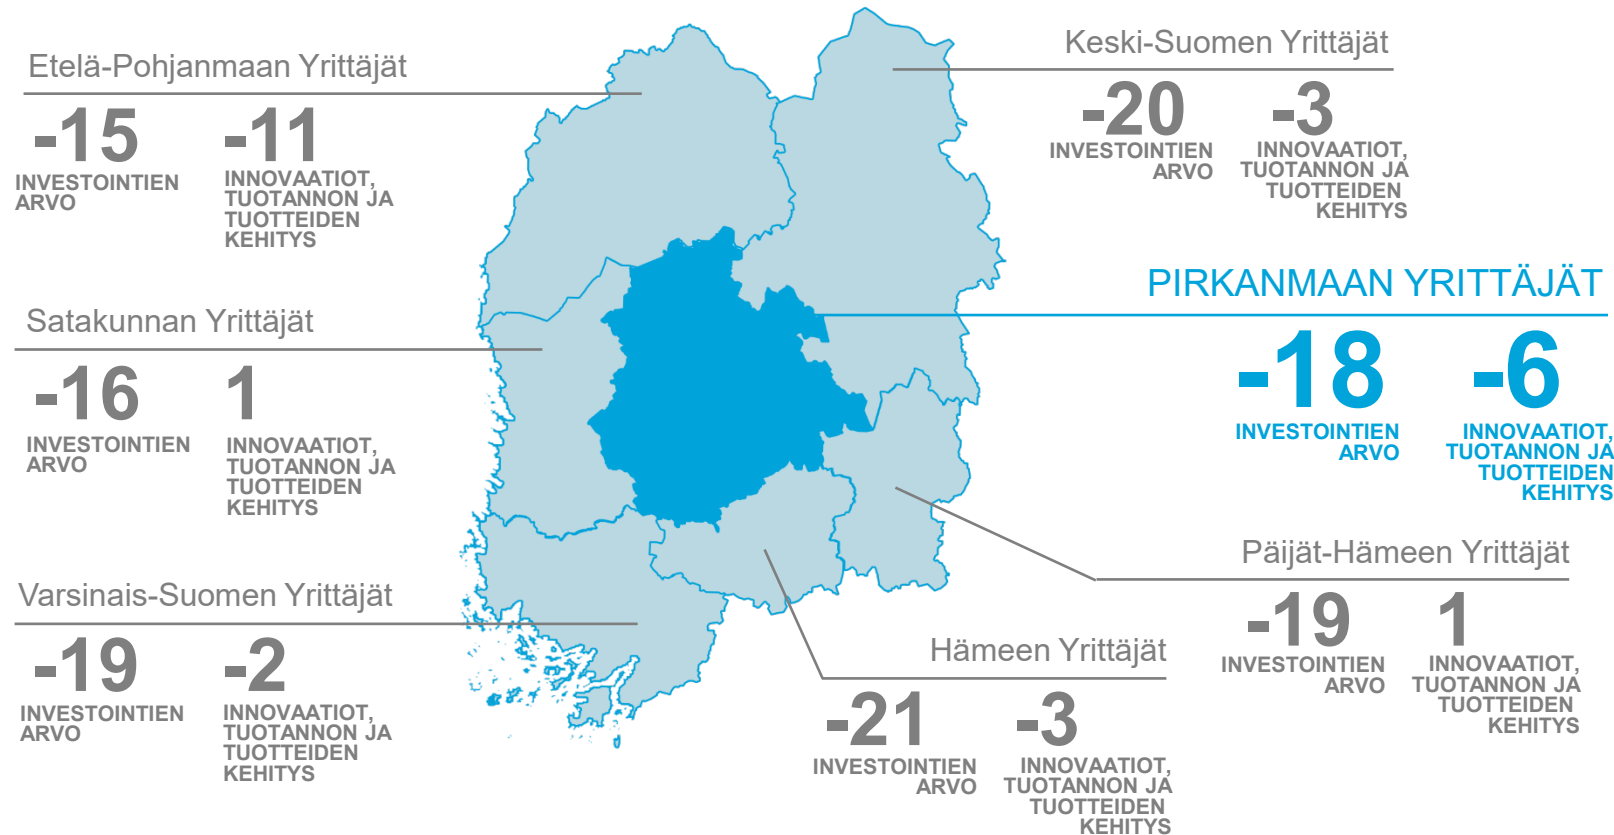 Etelä-Pohjanmaan Yrittäjät
-15
INVESTOINTIEN
ARVO
-11
INNOVAATIOT,
TUOTANNON JA
TUOTTEIDEN
KEHITYS
Keski-Suomen Yrittäjät
-20
INVESTOINTIEN
ARVO
-3
INNOVAATIOT,
TUOTANNON JA
TUOTTEIDEN
KEHITYS
PIRKANMAAN YRITTÄJÄT
-18
INVESTOINTIEN
ARVO
-6
INNOVAATIOT,
TUOTANNON JA
TUOTTEIDEN
KEHITYS
Satakunnan Yrittäjät
-16
INVESTOINTIEN
ARVO
1
INNOVAATIOT,
TUOTANNON JA
TUOTTEIDEN
KEHITYS
Päijät-Hämeen Yrittäjät
-19
INVESTOINTIEN
ARVO
1
INNOVAATIOT,
TUOTANNON JA
TUOTTEIDEN
KEHITYS
Varsinais-Suomen Yrittäjät
-19
INVESTOINTIEN
ARVO
-2
INNOVAATIOT,
TUOTANNON JA
TUOTTEIDEN
KEHITYS
Hämeen Yrittäjät
-21
INVESTOINTIEN
ARVO
-3
INNOVAATIOT,
TUOTANNON JA
TUOTTEIDEN
KEHITYS